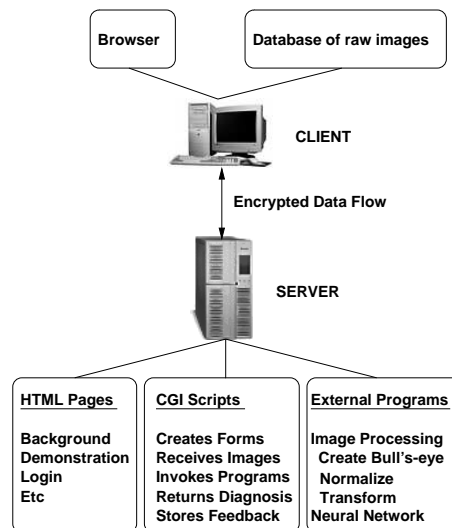 Browser
Database of raw images
CLIENT
Encrypted Data Flow
SERVER
HTML Pages
Background
Demonstration
Login
Etc
CGI Scripts
Creates Forms
Receives Images
Invokes Programs
Returns Diagnosis
Stores Feedback
External Programs
Image Processing
Create Bull's-eye
Normalize
Transform
Neural Network